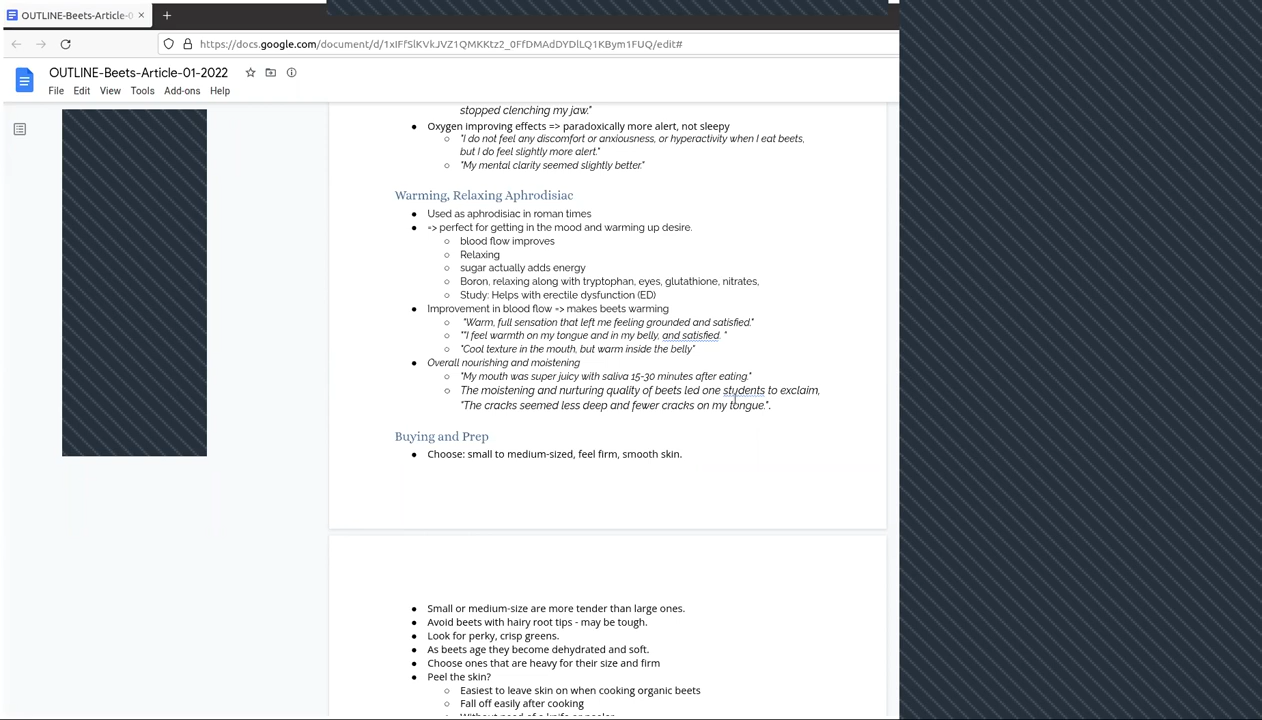 OUTLINE-Beets-Article-0
https://docs.google.com/document/d/1xIFfSlKVkJVZ1QMKKtz2_0FfDMAdDYDlLQ1KBym1FUQ/edit#
OUTLINE-Beets-Article-01-2022
File Edit View Tools Add-ons Help
stopped clenching my jaw."
● Oxygen improving effects => paradoxically more alert, not sleepy
○ "I do not feel any discomfort or anxiousness, or hyperactivity when I eat beets,
but I do feel slightly more alert."
○ "My mental clarity seemed slightly better."
Warming, Relaxing Aphrodisiac
● Used as aphrodisiac in roman times
● => perfect for getting in the mood and warming up desire.
○ blood flow improves
○ Relaxing
○ sugar actually adds energy
○ Boron, relaxing along with tryptophan, eyes, glutathione, nitrates,
○ Study: Helps with erectile dysfunction (ED)
● Improvement in blood flow => makes beets warming
○ "Warm, full sensation that left me feeling grounded and satisfied."
○ ""I feel warmth on my tongue and in my belly, and satisfied. "
○ "Cool texture in the mouth, but warm inside the belly"
● Overall nourishing and moistening
○ "My mouth was super juicy with saliva 15-30 minutes after eating."
○ The moistening and nurturing quality of beets led one students to exclaim,
"The cracks seemed less deep and fewer cracks on my tongue.".
Buying and Prep
● Choose: small to medium-sized, feel firm, smooth skin.
● Small or medium-size are more tender than large ones.
● Avoid beets with hairy root tips - may be tough.
● Look for perky, crisp greens.
● As beets age they become dehydrated and soft.
● Choose ones that are heavy for their size and firm
● Peel the skin?
○ Easiest to leave skin on when cooking organic beets
○ Fall off easily after cooking
○ Without need of a knife or peeler